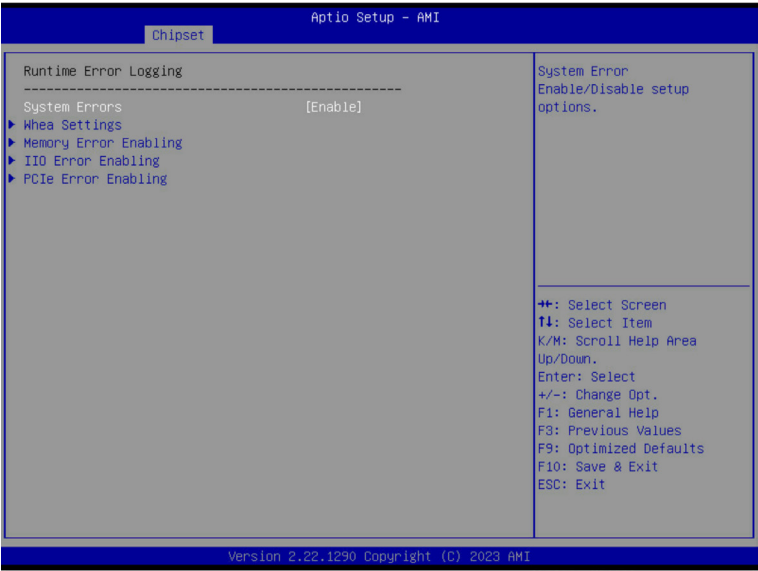 Aptio Setup – AMI
Chipset
Runtime Error Logging
--------------------------------------------------
System Errors [Enable]
Whea Settings
Memory Error Enabling
IIO Error Enabling
PCIe Error Enabling
System Error
Enable/Disable setup
options.
→←: Select Screen
↑↓: Select Item
K/M: Scroll Help Area
Up/Down.
Enter: Select
+/-: Change Opt.
F1: General Help
F3: Previous Values
F9: Optimized Defaults
F10: Save & Exit
ESC: Exit
Version 2.22.1290 Copyright (C) 2023 AMI